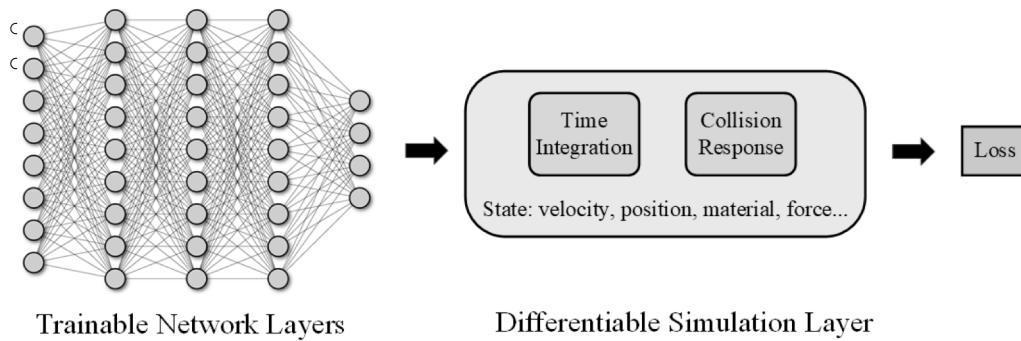 Time
Integration
Collision
Response
Loss
State: velocity, position, material, force...
Trainable Network Layers
Differentiable Simulation Layer